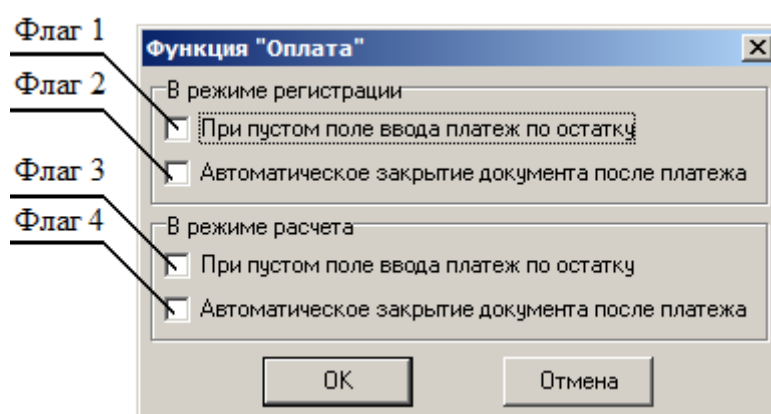 Флаг 1
Функция "Оплата"
Флаг 2
В режиме регистрации
При пустом поле ввода платеж по остатку
Флаг 3
Автоматическое закрытие документа после платежа
Флаг 4
В режиме расчета
При пустом поле ввода платеж по остатку
Автоматическое закрытие документа после платежа
OK
Отмена